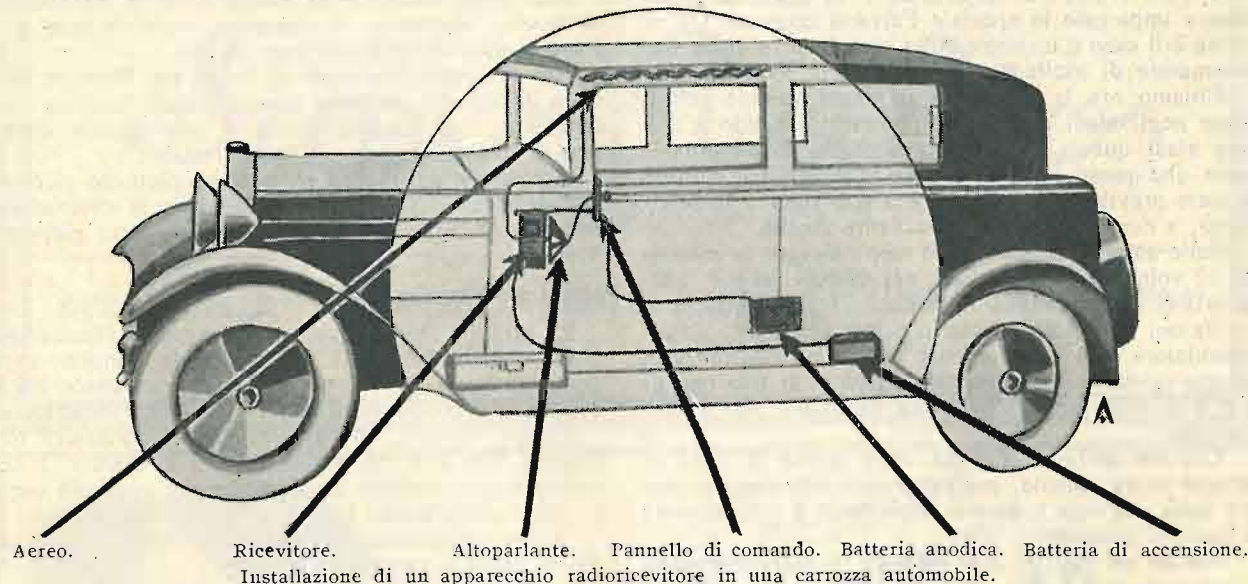 Aereo. Ricevitore. Altoparlante. Pannello di comando. Batteria anodica. Batteria di accensione.
Installazione di un apparecchio radioricevitore in una carrozza automobile.